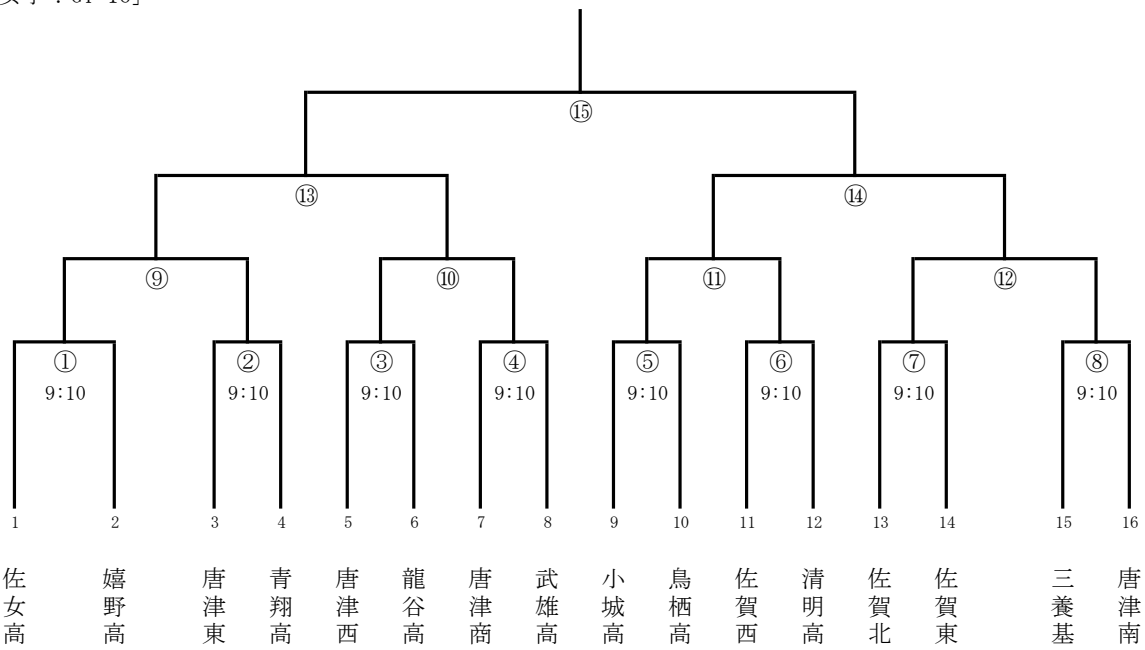 ⑮
⑬ ⑭
⑨ ⑩ ⑪ ⑫
① ② ③ ④ ⑤ ⑥ ⑦ ⑧
9:10 9:10 9:10 9:10 9:10 9:10 9:10 9:10
1 2 3 4 5 6 7 8 9 10 11 12 13 14 15 16
佐女高
嬉野高
唐津東
青翔高
唐津西
龍谷高
唐津商
武雄高
小城高
鳥栖高
佐賀西
清明高
佐賀北
佐賀東
三養基
唐津南